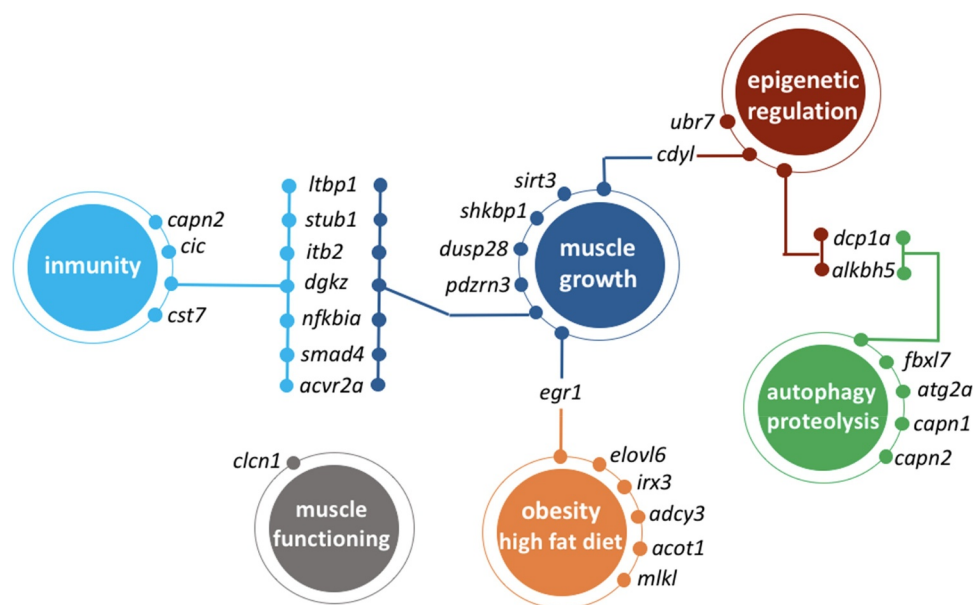 epigenetic
regulation
ubr7
cdyl
sirt3
shkbp1
dusp28
pdzrn3
muscle
growth
ltbp1
stub1
itb2
dgkz
nfkbia
smad4
acvr2a
capn2
cic
cst7
inmunity
dcp1a
alkbh5
egr1
fbxl7
atg2a
capn1
capn2
autophagy
proteolysis
clcn1
muscle
functioning
elovl6
irx3
adcy3
acot1
mlkl
obesity
high fat diet